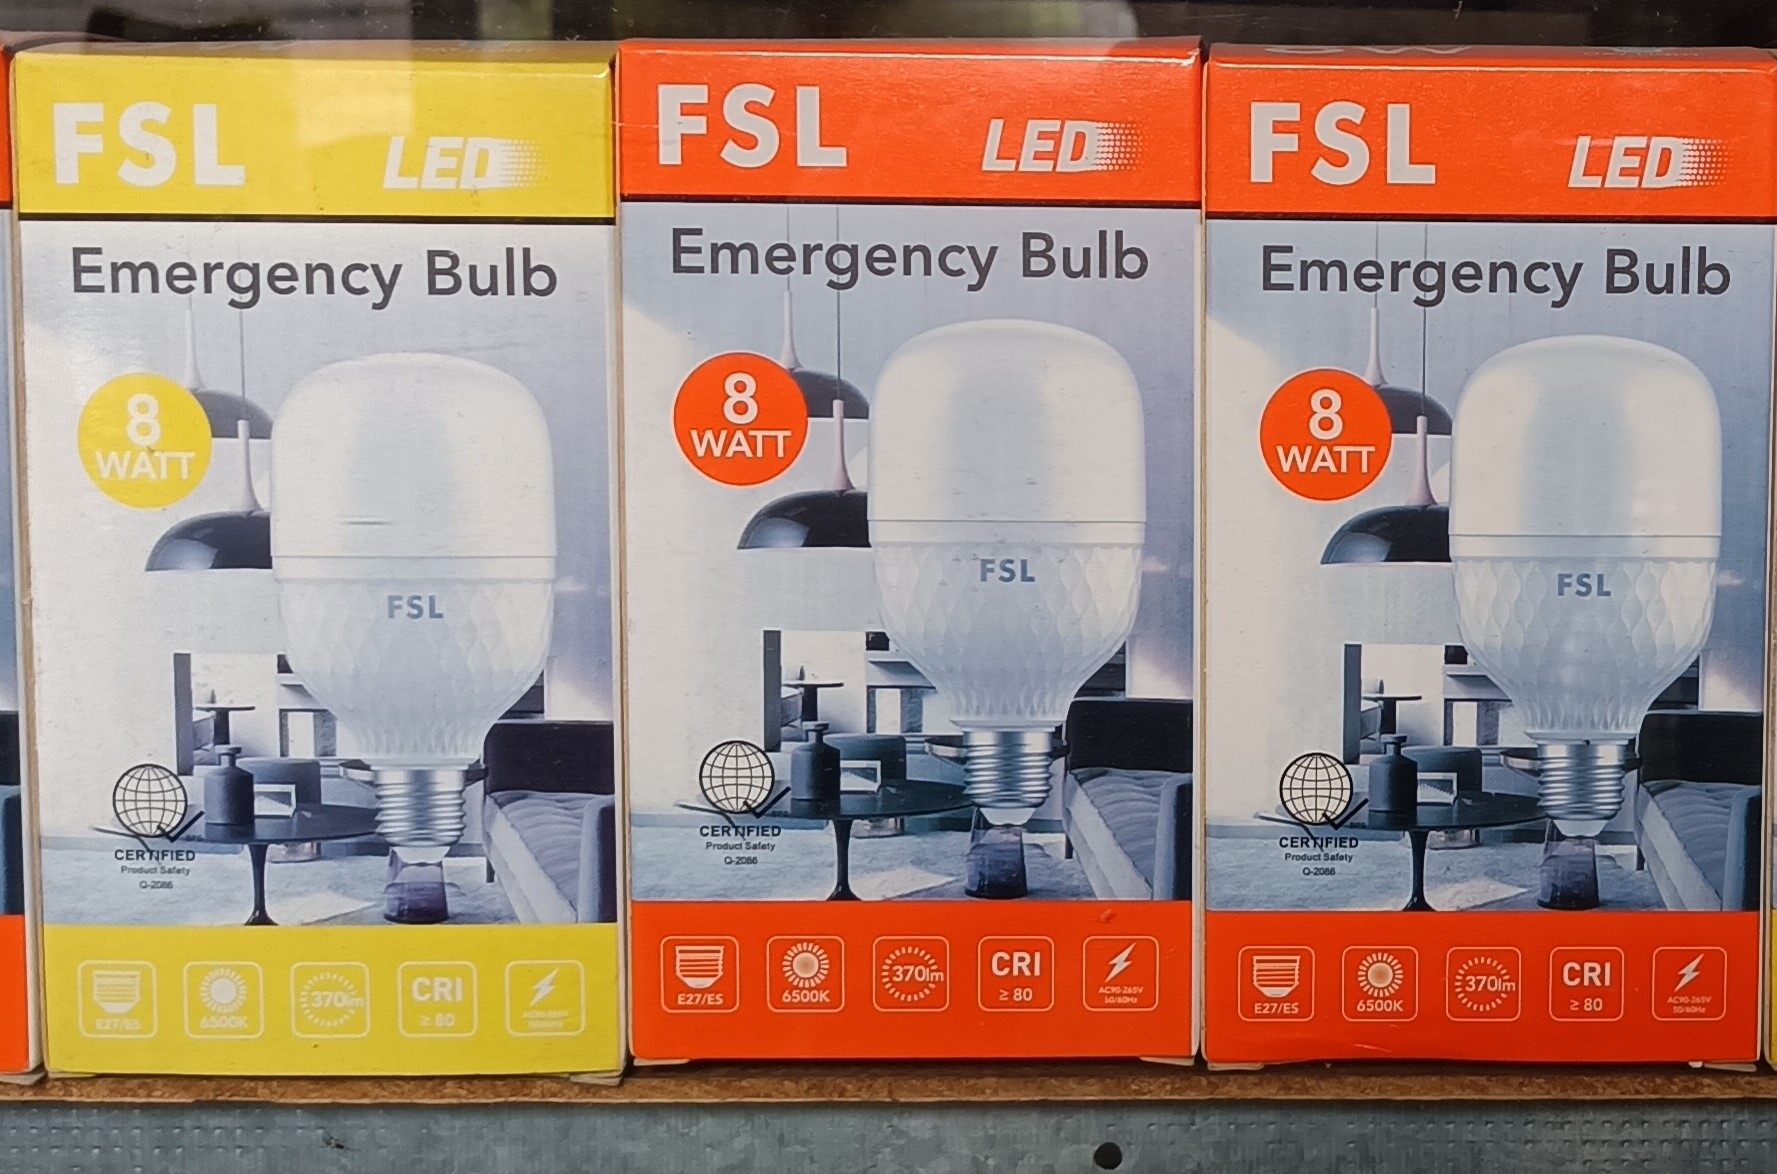 FSL LED
Emergency Bulb
8
WATT
FSL
CERTIFIED
Product Safety
Q-2086
E27/ES
6500K
370lm
CRI
≥ 80
FSL LED
Emergency Bulb
8
WATT
FSL
CERTIFIED
Product Safety
Q-2086
E27/ES
6500K
370lm
CRI
≥ 80
AC90-265V
50/60Hz
FSL LED
Emergency Bulb
8
WATT
FSL
CERTIFIED
Product Safety
Q-2086
E27/ES
6500K
370lm
CRI
≥ 80
AC90-265V
50/60Hz